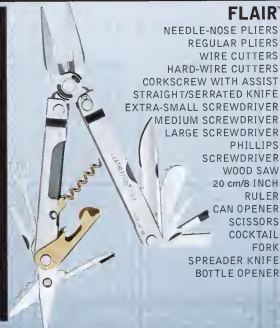 FLAIR™
NEEDLE-NOSE PLIERS
REGULAR PLIERS
WIRE CUTTERS
HARD-WIRE CUTTERS
CORKSCREW WITH ASSIST
STRAIGHT/SERRATED KNIFE
EXTRA-SMALL SCREWDRIVER
MEDIUM SCREWDRIVER
LARGE SCREWDRIVER
PHILLIPS
SCREWDRIVER
WOOD SAW
20 cm/8 INCH
RULER
CAN OPENER
SCISSORS
COCKTAIL
FORK
SPREADER KNIFE
BOTTLE OPENER